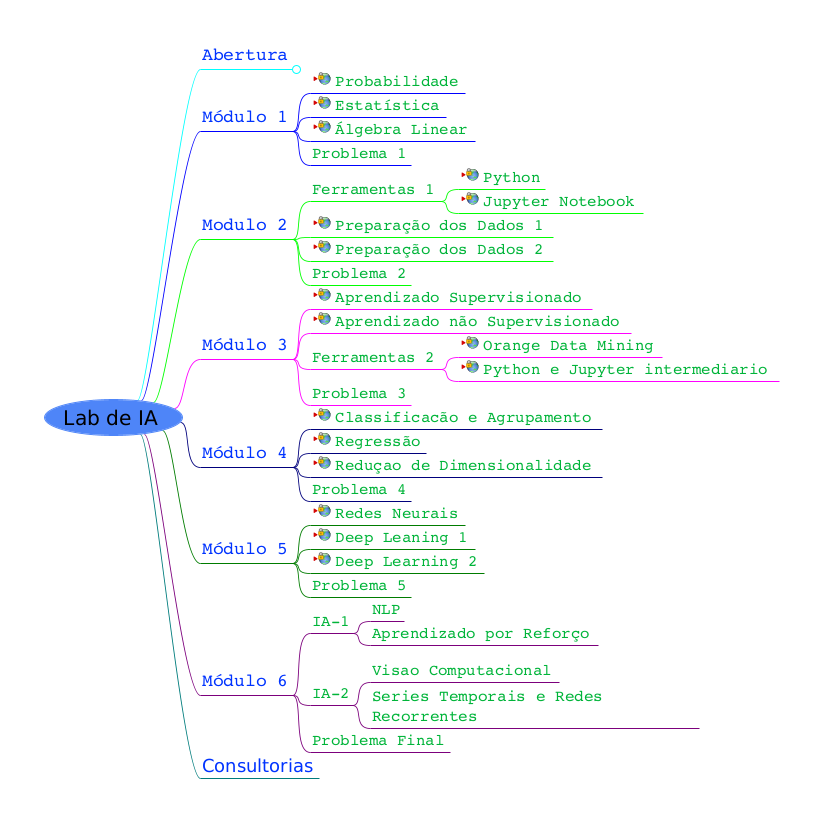 Abertura
Probabilidade
Estatística
Módulo 1
Álgebra Linear
Problema 1
Python
Ferramentas 1
Jupyter Notebook
Modulo 2
Preparação dos Dados 1
Preparação dos Dados 2
Problema 2
Aprendizado Supervisionado
Aprendizado não Supervisionado
Módulo 3
Orange Data Mining
Ferramentas 2
Python e Jupyter intermediario
Problema 3
Lab de IA
Classificacão e Agrupamento
Regressão
Módulo 4
Reduçao de Dimensionalidade
Problema 4
Redes Neurais
Deep Leaning 1
Módulo 5
Deep Learning 2
Problema 5
NLP
IA-1
Aprendizado por Reforço
Visao Computacional
Módulo 6
IA-2
Series Temporais e Redes
Recorrentes
Problema Final
Consultorias